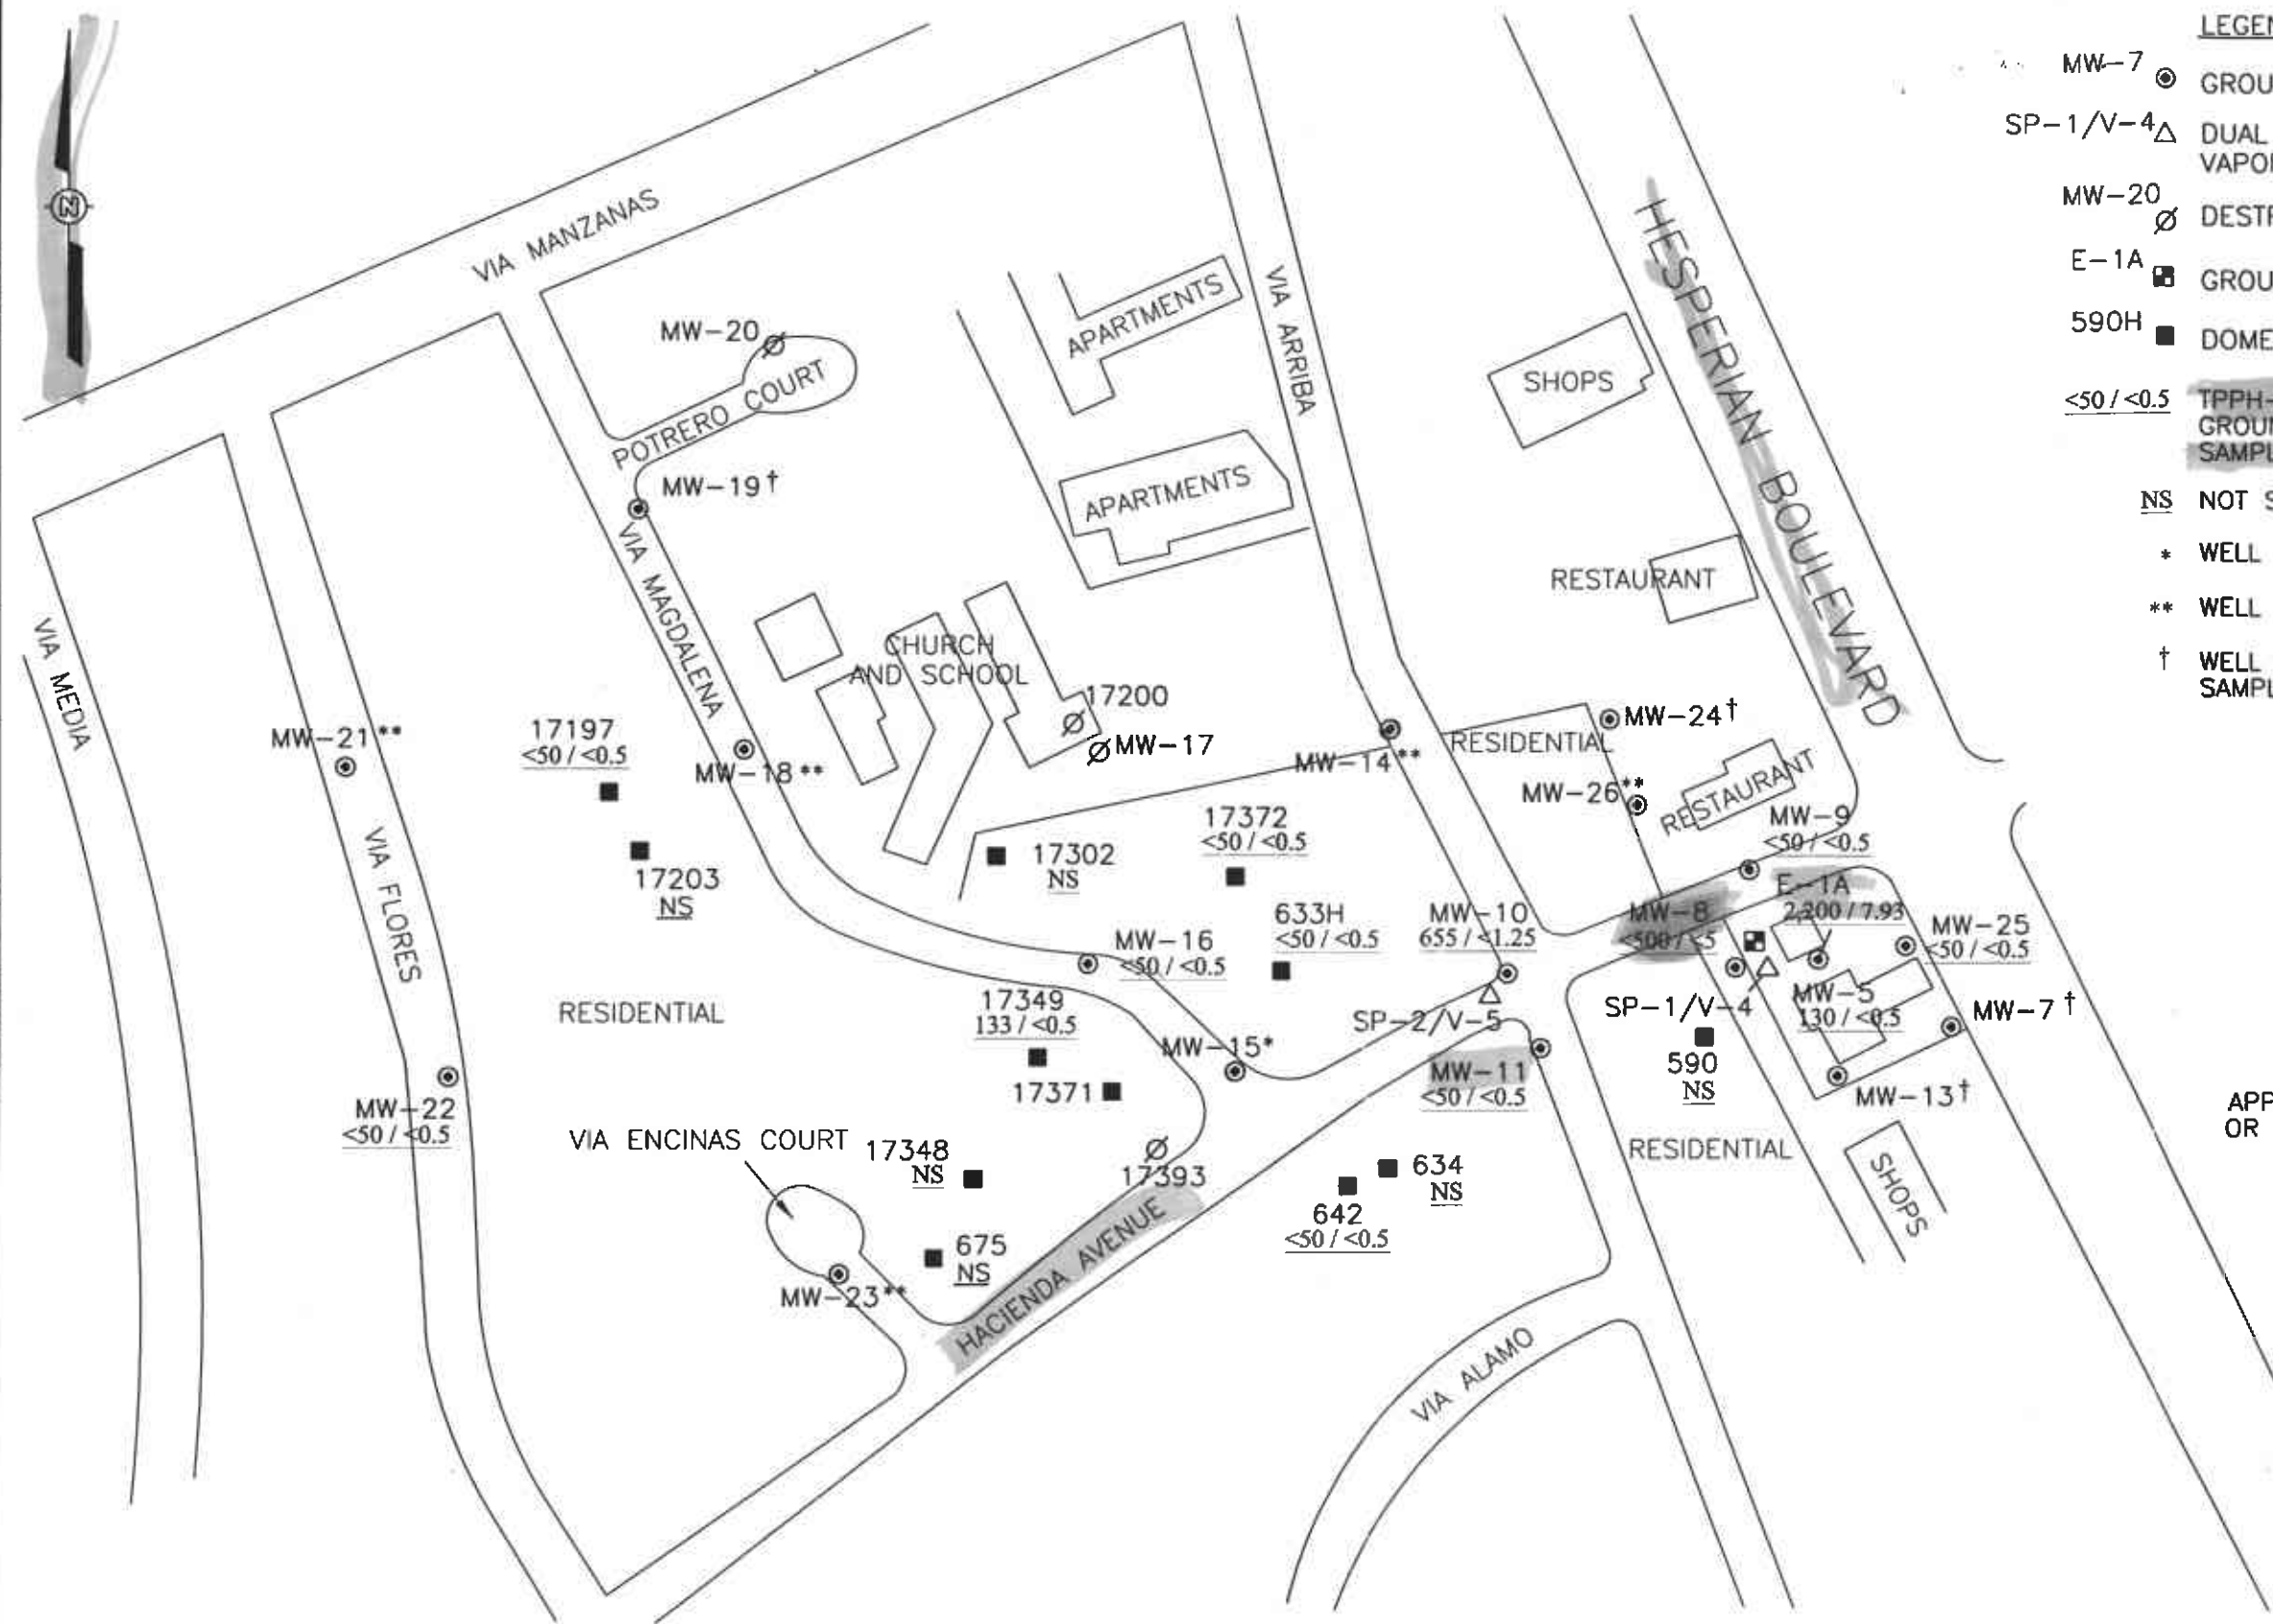 LEGEN
MW-7
GROU
SP-1/V-4
DUAL
VAPO
MW-20
DEST
E-1A
GROU
590H
DOME
<50 / <0.5
TPPH-
GROUN
SAMPL
NS
NOT S
*
WELL
**
WELL
†
WELL
SAMPL
APP
OR
N
VIA MANZANAS
MW-20
POTRERO COURT
MW-19†
APARTMENTS
APARTMENTS
VIA ARRIBA
SHOPS
HESPERIAN BOULEVARD
RESTAURANT
VIA MEDIA
VIA MAGDALENA
CHURCH
AND SCHOOL
17200
MW-17
MW-21**
17197
<50 / <0.5
MW-18**
MW-14**
RESIDENTIAL
MW-24†
MW-26**
RESTAURANT
VIA FLORES
17203
NS
17302
NS
17372
<50 / <0.5
MW-9
<50 / <0.5
E-1A
2,200 / 7.93
MW-16
<50 / <0.5
633H
<50 / <0.5
MW-10
655 / <1.25
MW-8
<500 / <5
MW-25
<50 / <0.5
RESIDENTIAL
17349
133 / <0.5
SP-2/V-5
SP-1/V-4
MW-5
130 / <0.5
MW-7†
MW-15*
17371
MW-11
<50 / <0.5
590
NS
MW-13†
MW-22
<50 / <0.5
VIA ENCINAS COURT
17348
NS
17393
634
NS
642
<50 / <0.5
RESIDENTIAL
SHOPS
675
NS
MW-23**
HACIENDA AVENUE
VIA ALAMO